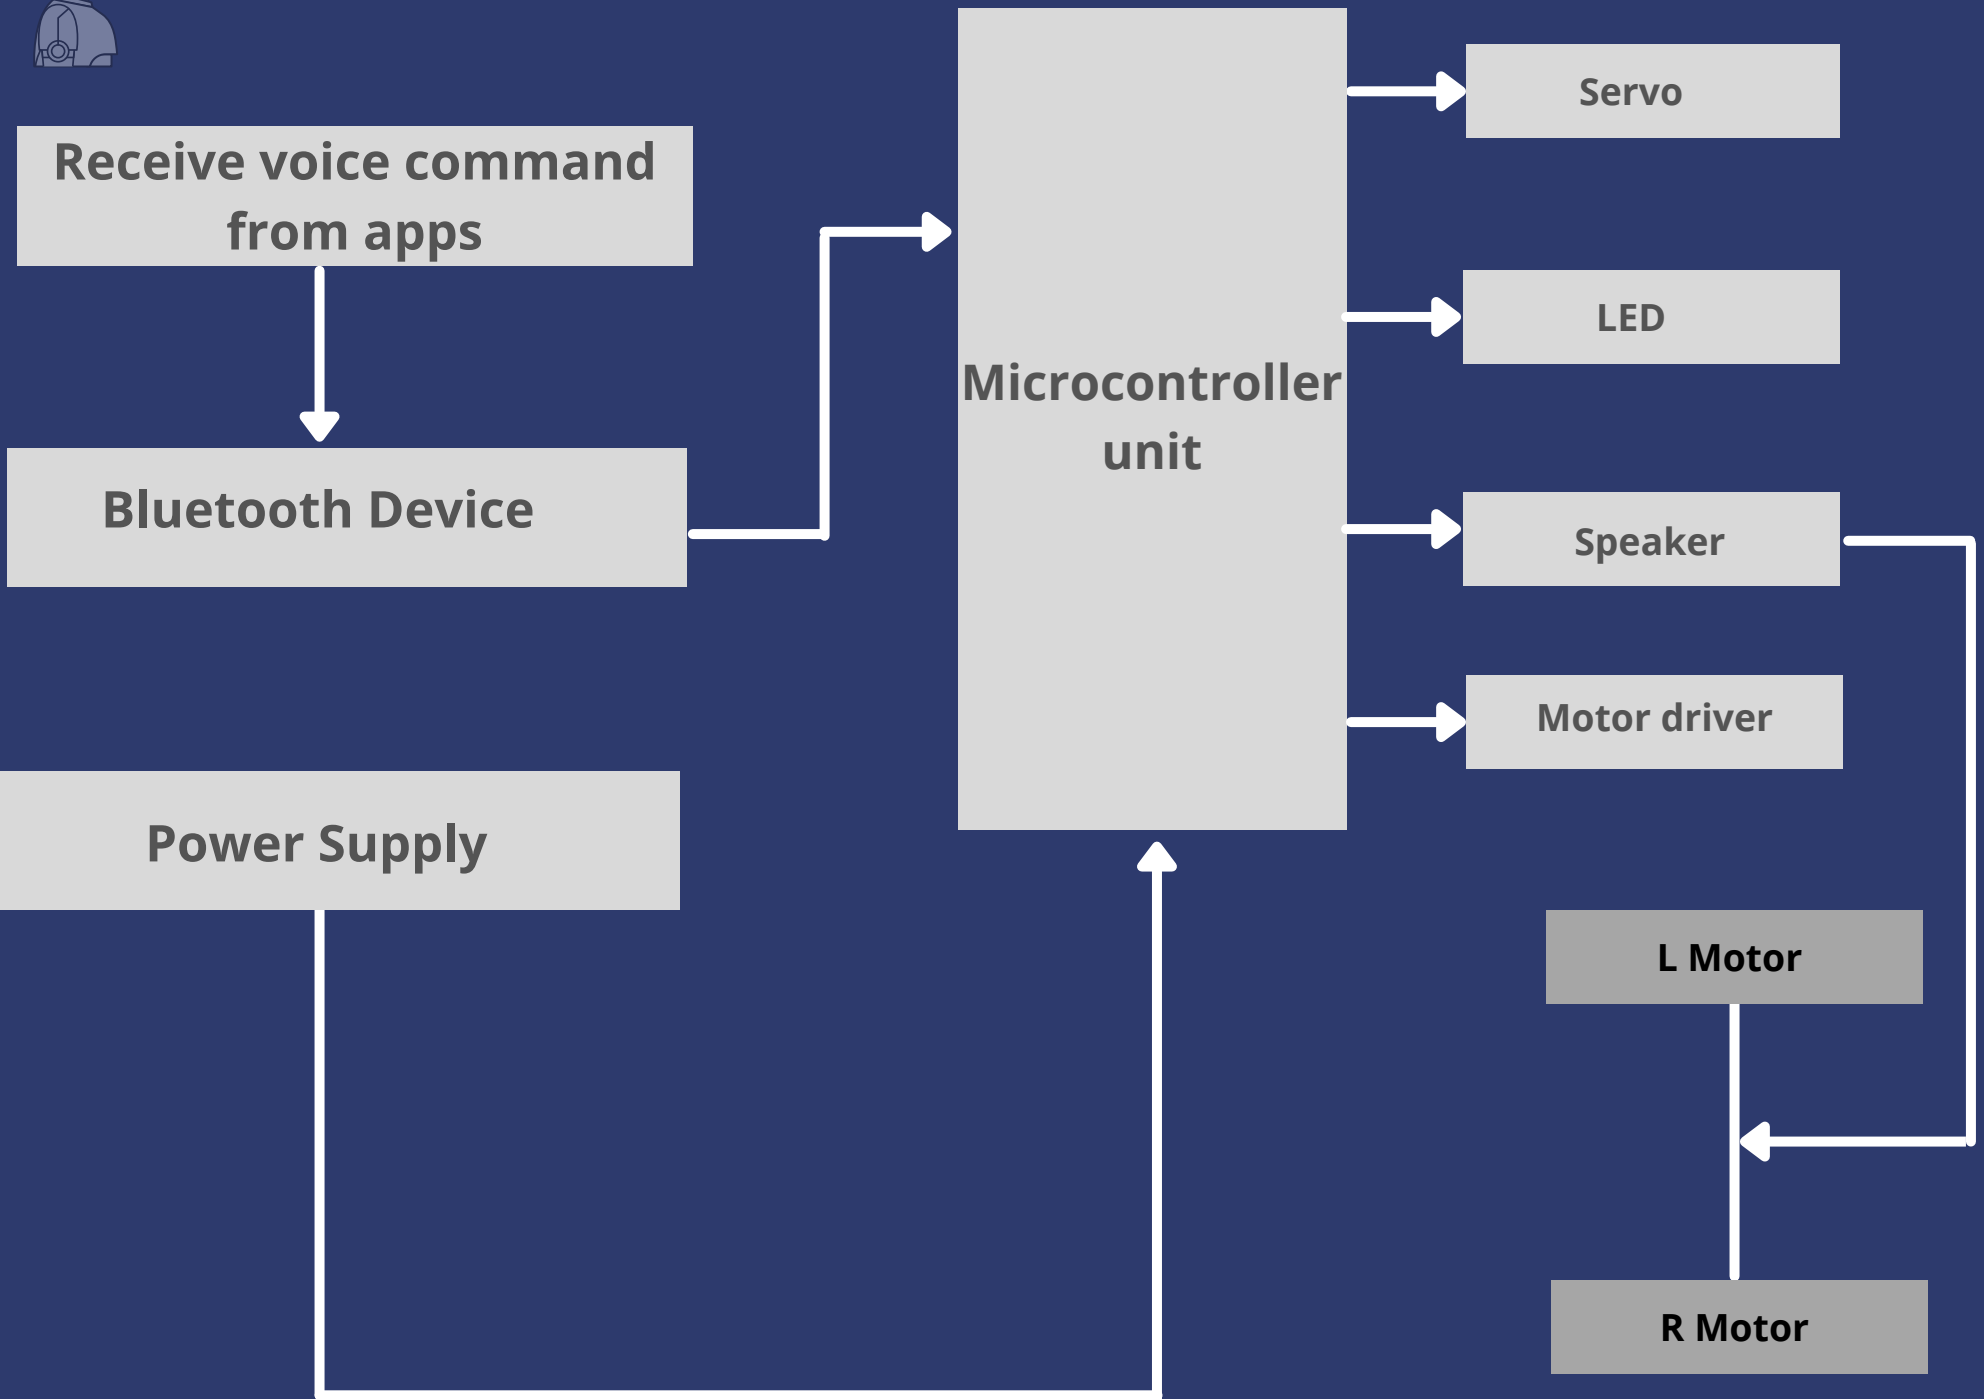 Receive voice command
from apps
Bluetooth Device
Power Supply
Microcontroller
unit
Servo
LED
Speaker
Motor driver
L Motor
R Motor